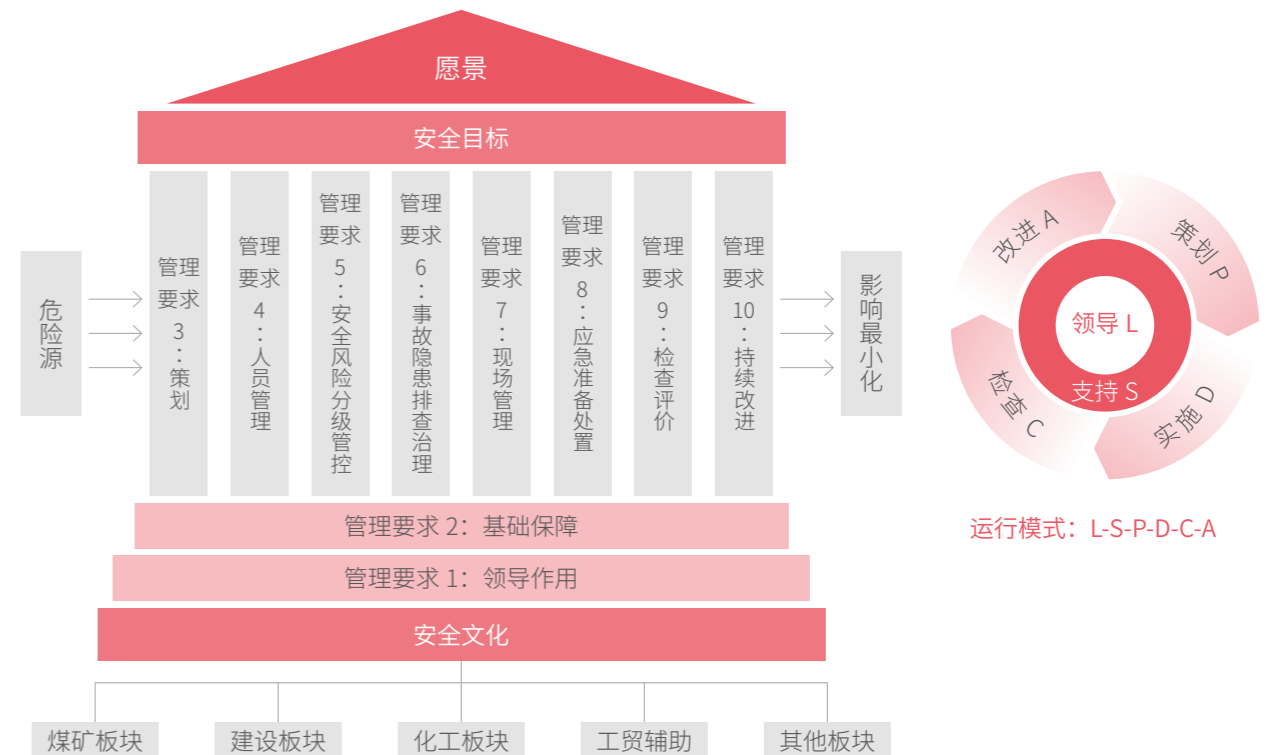 愿景
安全目标
危险源
管理
要求
3：策划
管理
要求
4：人员管理
管理
要求
5：安全风险分级管控
管理
要求
6：事故隐患排查治理
管理
要求
7：现场管理
管理
要求
8：应急准备处置
管理
要求
9：检查评价
管理
要求
10：持续改进
影响最小化
管理要求 2：基础保障
管理要求 1：领导作用
安全文化
煤矿板块
建设板块
化工板块
工贸辅助
其他板块
改进 A
策划 P
领导 L
支持 S
检查 C
实施 D
运行模式：L-S-P-D-C-A